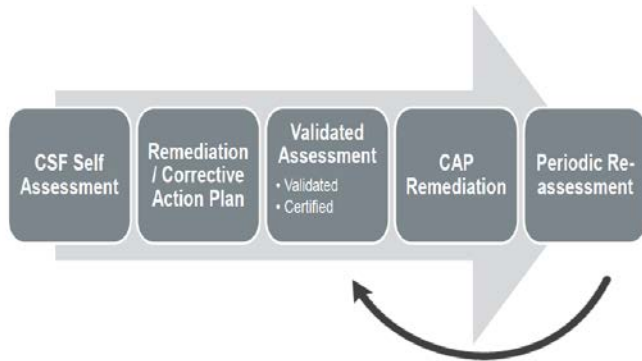 CSF Self
Assessment
Remediation
/ Corrective
Action Plan
Validated
Assessment
• Validated
• Certified
CAP
Remediation
Periodic Re-
assessment